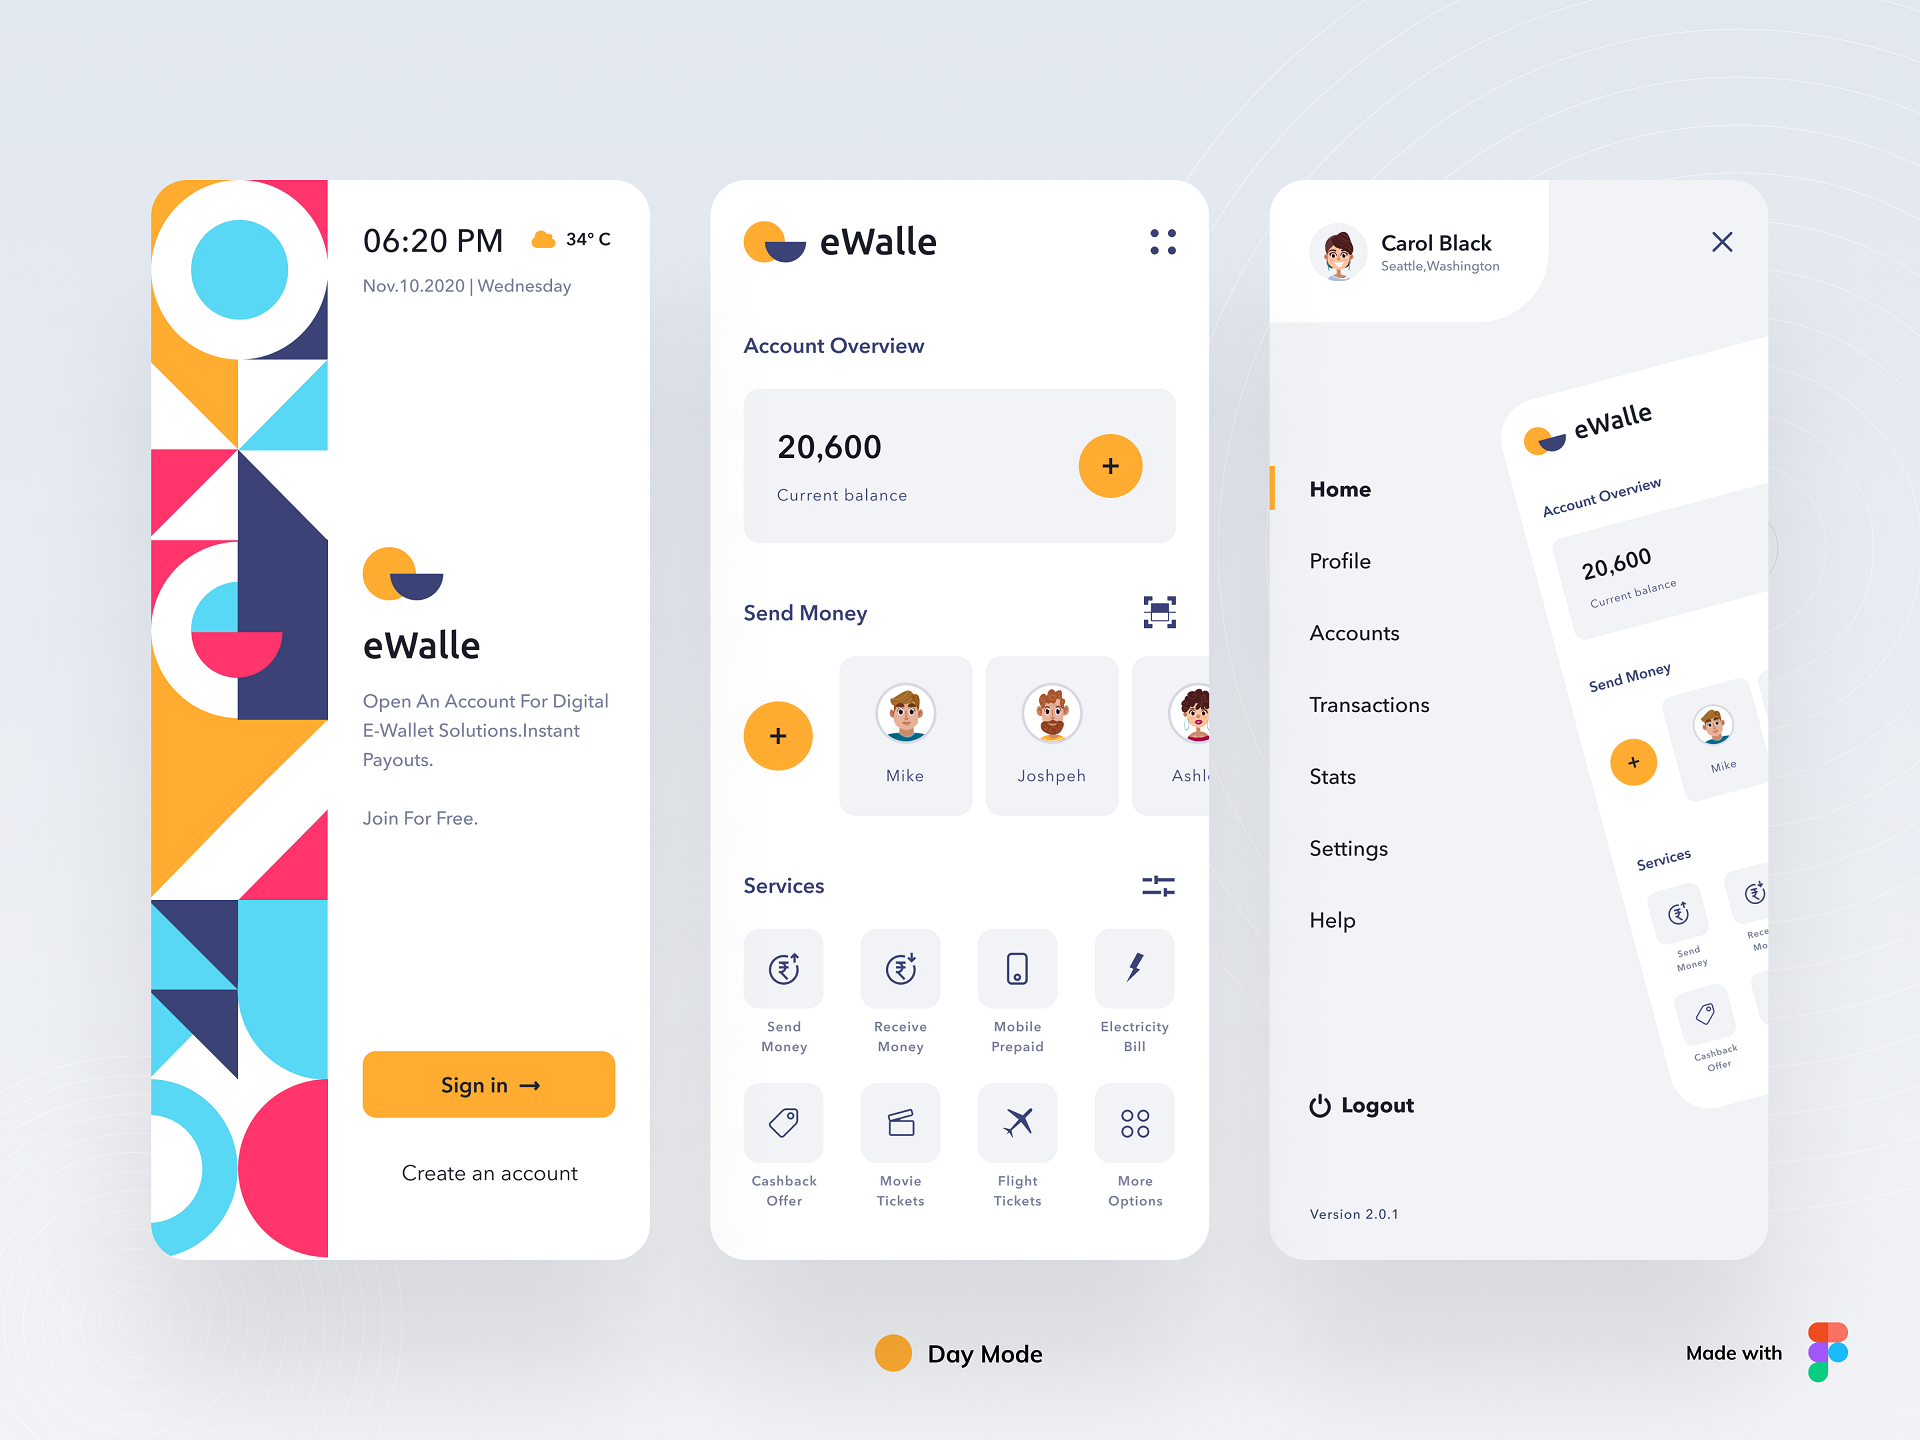 06:20 PM
34° C
Nov.10.2020 | Wednesday
eWalle
Open An Account For Digital
E-Wallet Solutions.Instant
Payouts.
Join For Free.
Sign in →
Create an account
eWalle
Account Overview
20,600
Current balance
+
Send Money
+
Mike
Joshpeh
Ashl
Services
Send
Money
Receive
Money
Mobile
Prepaid
Electricity
Bill
Cashback
Offer
Movie
Tickets
Flight
Tickets
More
Options
Carol Black
Seattle,Washington
Home
Profile
Accounts
Transactions
Stats
Settings
Help
Logout
Version 2.0.1
eWalle
Account Overview
20,600
Current balance
Send Money
+
Mike
Services
Send
Money
Rece
Mo
Cashback
Offer
Day Mode
Made with